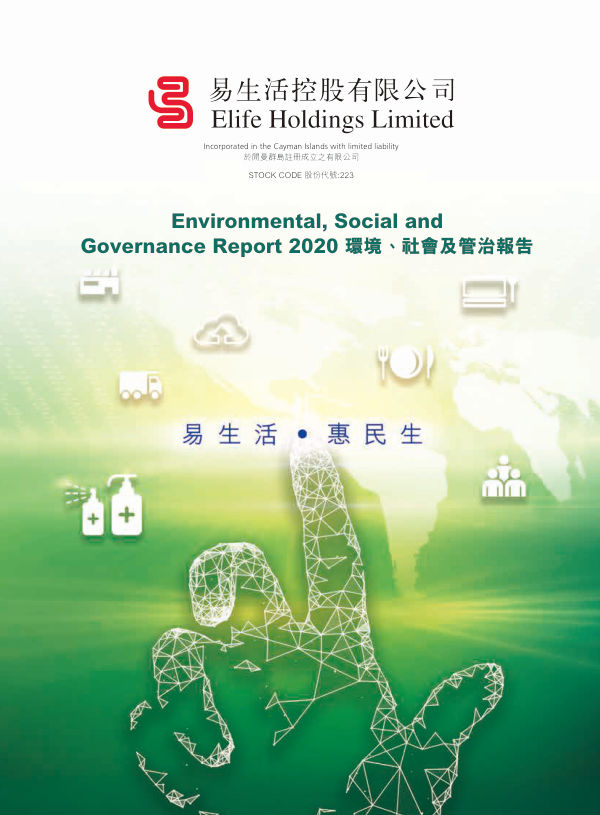 易生活控股有限公司
Elife Holdings Limited
Incorporated in the Cayman Islands with limited liability
於開曼群島註冊成立之有限公司
STOCK CODE 股份代號:223
Environmental, Social and
Governance Report 2020 環境、社會及管治報告
易生活•惠民生